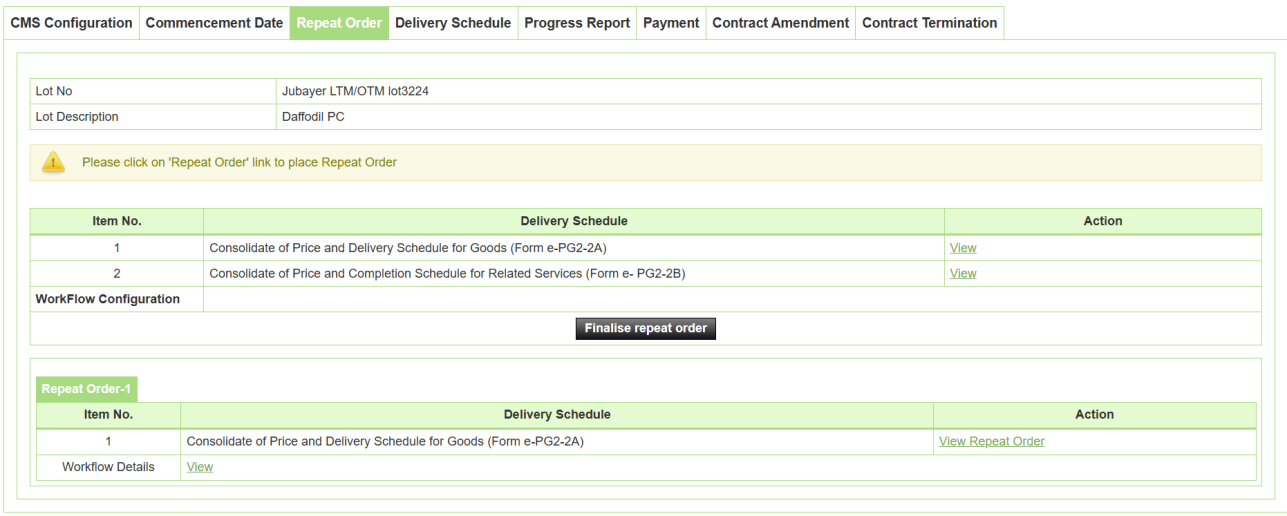 CMS Configuration Commencement Date Repeat Order Delivery Schedule Progress Report Payment Contract Amendment Contract Termination
Lot No Jubayer LTM/OTM lot3224
Lot Description Daffodil PC
Please click on 'Repeat Order' link to place Repeat Order
Item No. Delivery Schedule Action
1 Consolidate of Price and Delivery Schedule for Goods (Form e-PG2-2A) View
2 Consolidate of Price and Completion Schedule for Related Services (Form e- PG2-2B) View
WorkFlow Configuration
Finalise repeat order
Repeat Order-1
Item No. Delivery Schedule Action
1 Consolidate of Price and Delivery Schedule for Goods (Form e-PG2-2A) View Repeat Order
Workflow Details View